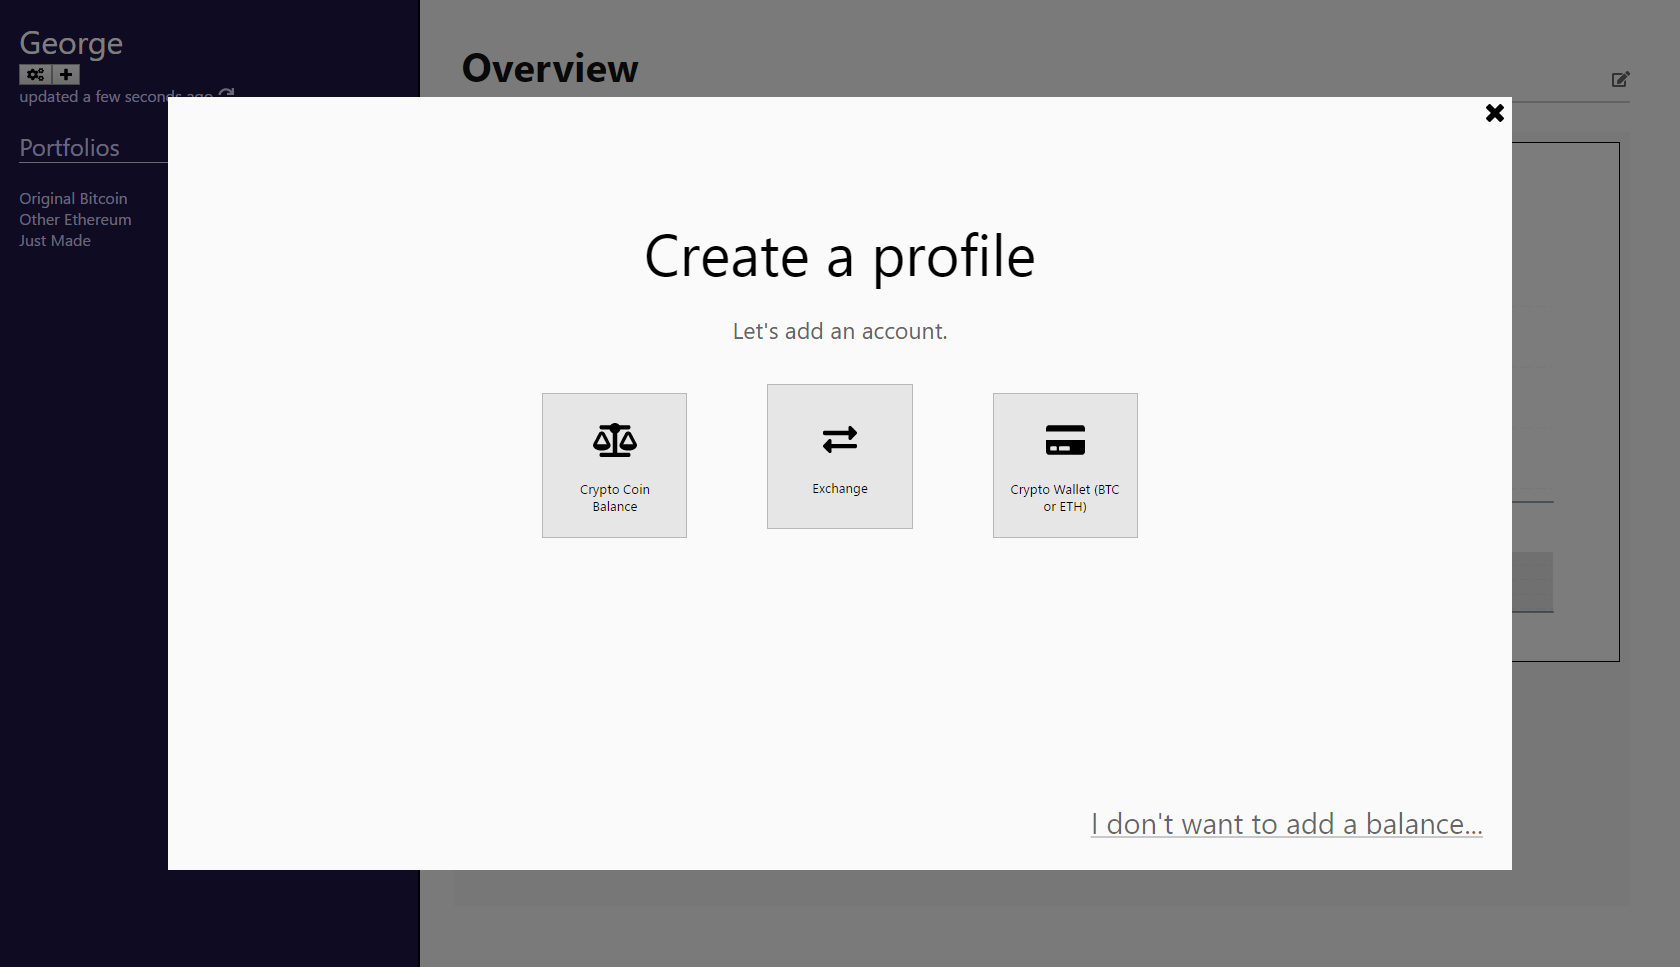 George
updated a few seconds ago
Portfolios
Original Bitcoin
Other Ethereum
Just Made
Overview
Create a profile
Let's add an account.
Crypto Coin
Balance
Exchange
Crypto Wallet (BTC
or ETH)
I don't want to add a balance...